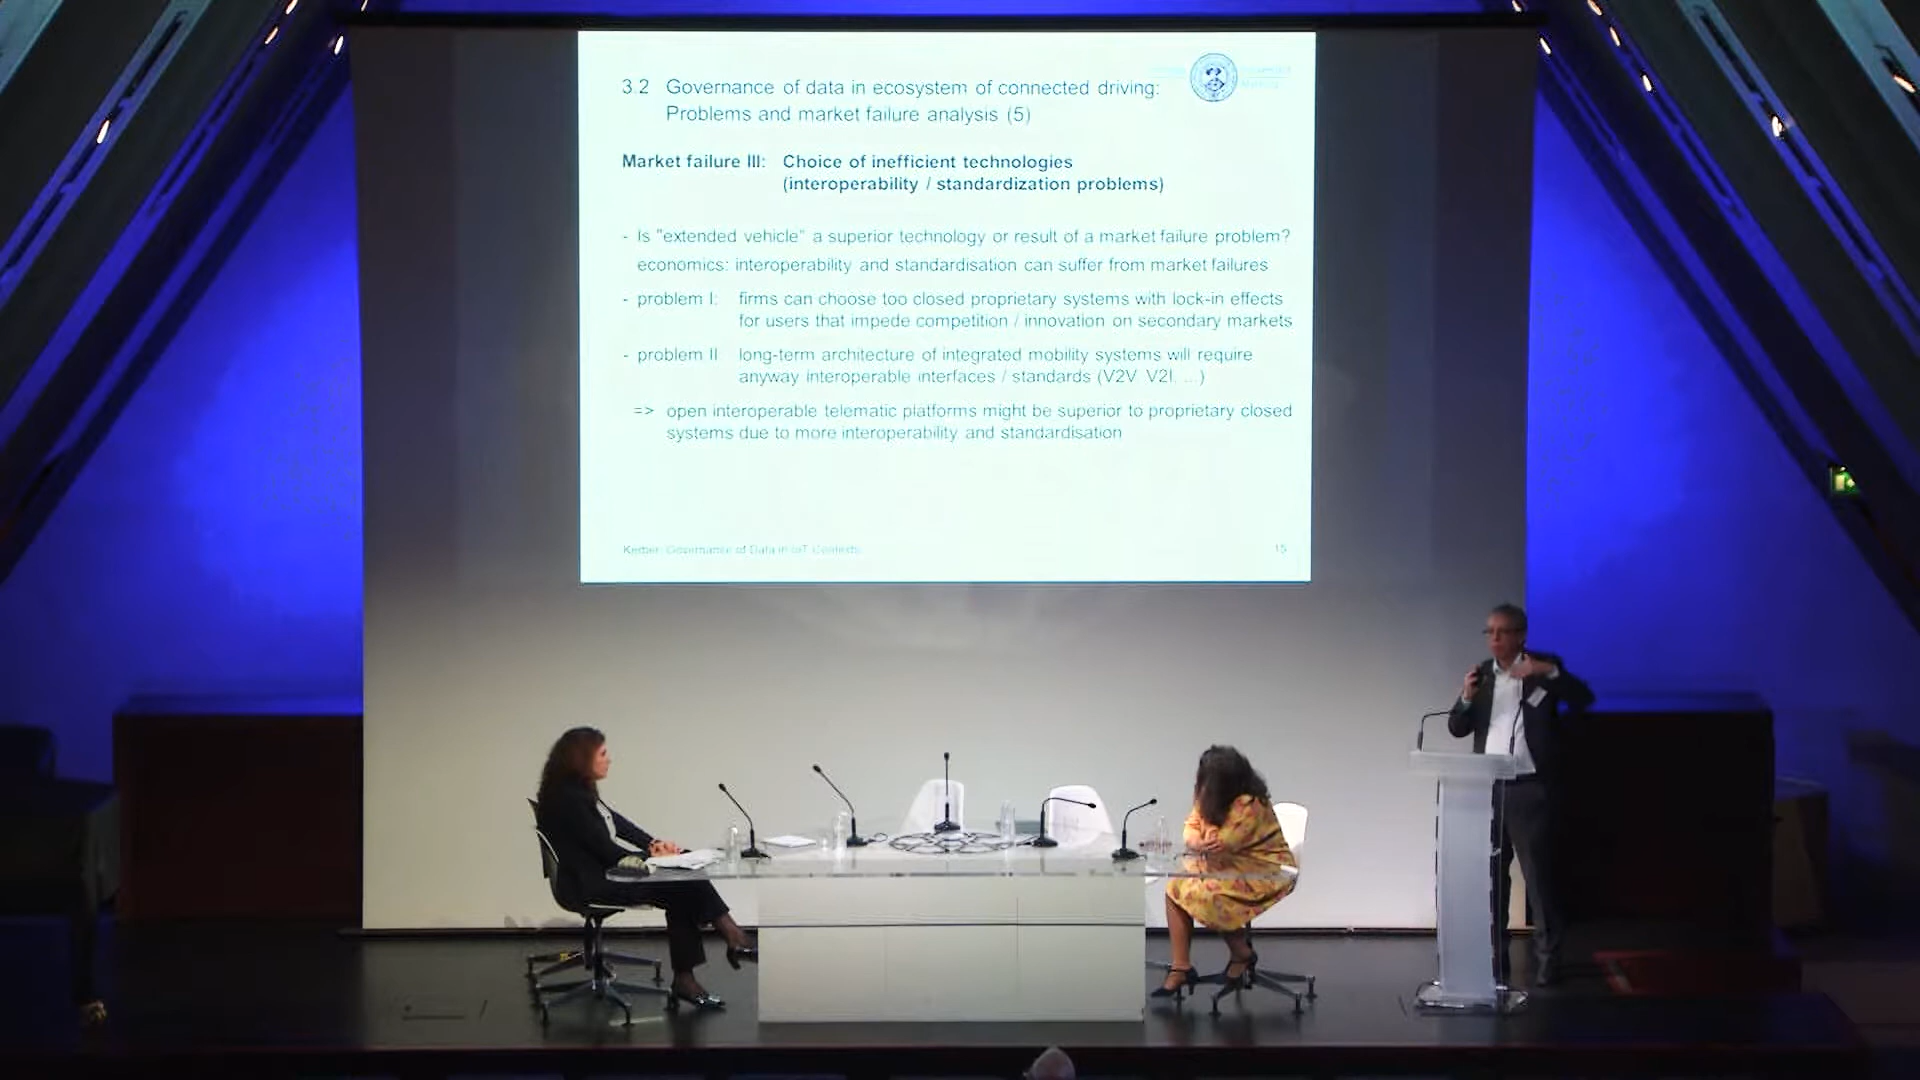 3.2 Governance of data in ecosystem of connected driving:
Problems and market failure analysis (5)
Market failure III: Choice of inefficient technologies
(interoperability / standardization problems)
- Is "extended vehicle" a superior technology or result of a market failure problem?
economics: interoperability and standardisation can suffer from market failures
- problem I: firms can choose too closed proprietary systems with lock-in effects
for users that impede competition / innovation on secondary markets
- problem II: long-term architecture of integrated mobility systems will require
anyway interoperable interfaces / standards (V2V, V2I, ...)
=> open interoperable telematic platforms might be superior to proprietary closed
systems due to more interoperability and standardisation
Kerber: Governance of Data in IoT Contexts
15